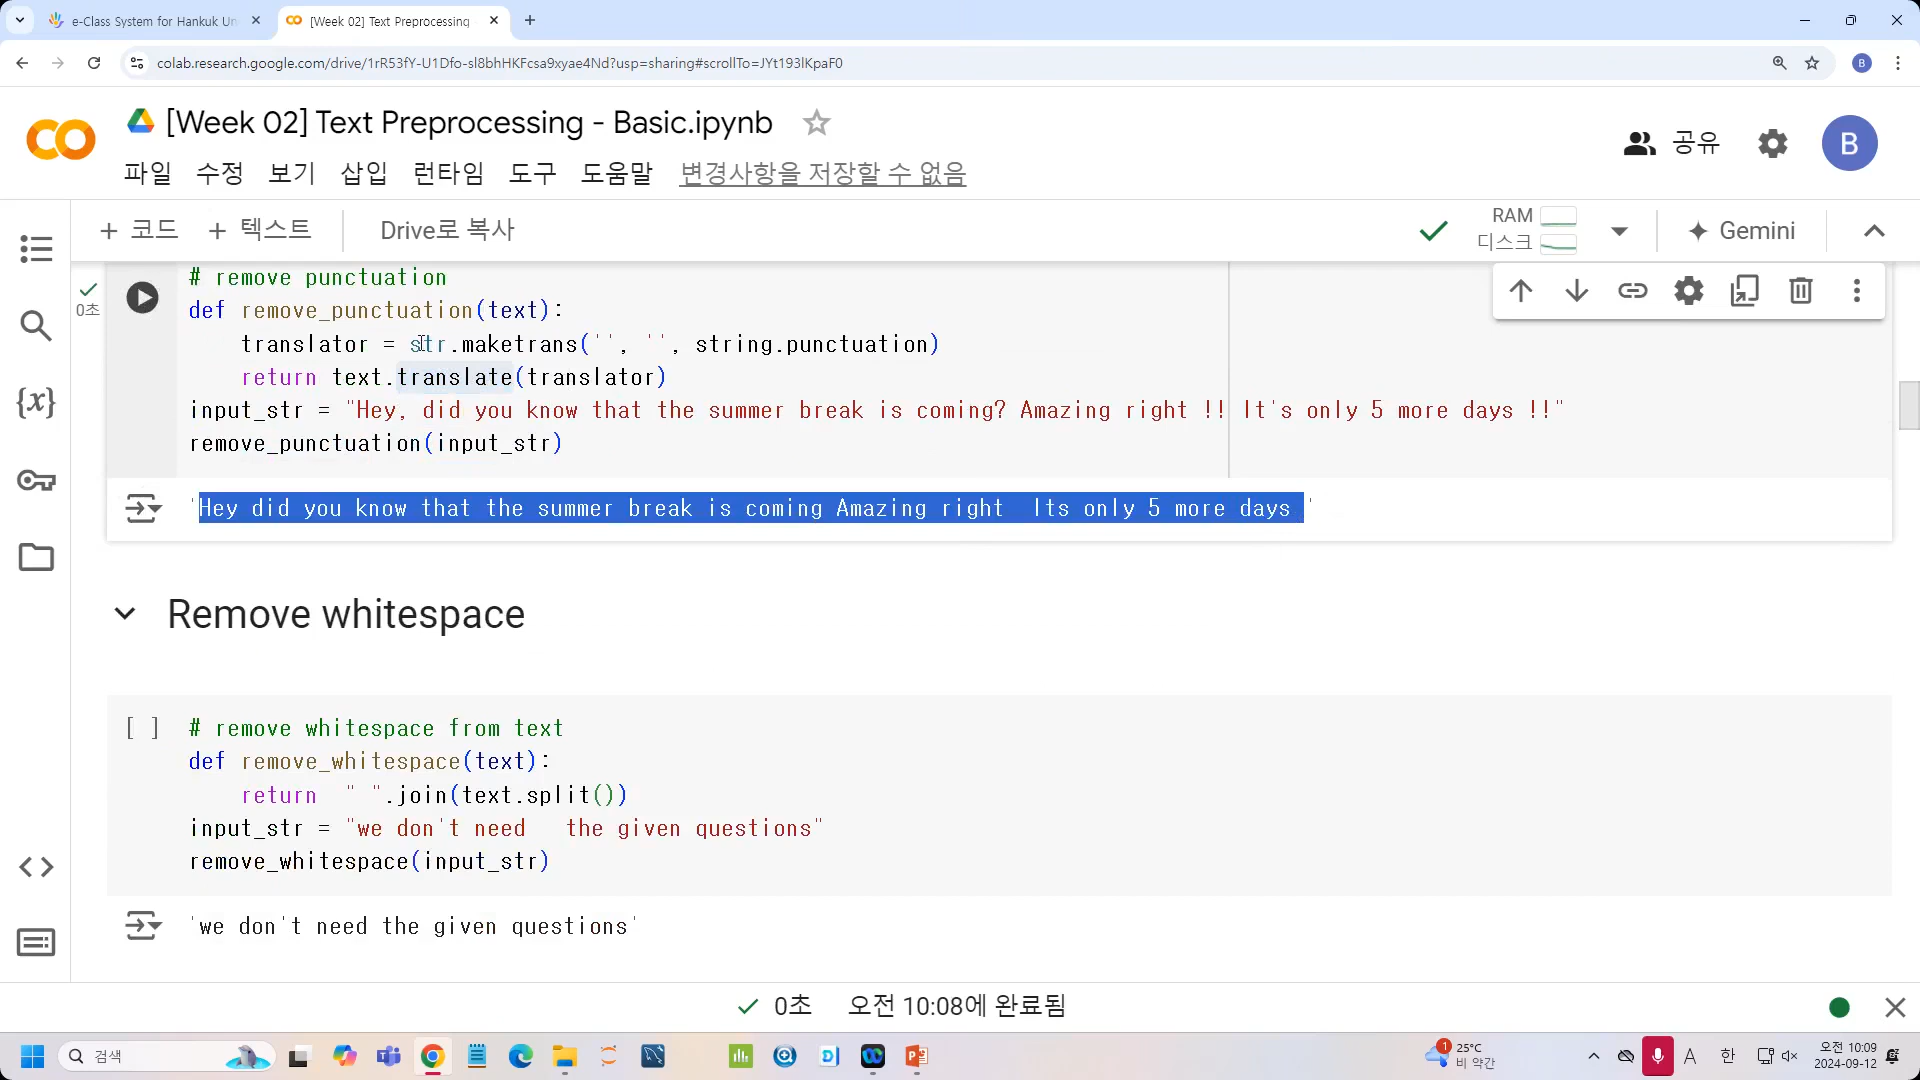 e-Class System for Hankuk Un
[Week 02] Text Preprocessing
colab.research.google.com/drive/1rR53fY-U1Dfo-sl8bhHKFcsa9xyae4Nd?usp=sharing#scrollTo=JYt193lKpaF0
B
[Week 02] Text Preprocessing - Basic.ipynb
공유
B
파일 수정 보기 삽입 런타임 도구 도움말 변경사항을 저장할 수 없음
+ 코드 + 텍스트 Drive로 복사
RAM
디스크
Gemini
0초
# remove punctuation
def remove_punctuation(text):
translator = str.maketrans('', '', string.punctuation)
return text.translate(translator)
input_str = "Hey, did you know that the summer break is coming? Amazing right !! It's only 5 more days !!"
remove_punctuation(input_str)
'Hey did you know that the summer break is coming Amazing right  Its only 5 more days '
Remove whitespace
[ ]
# remove whitespace from text
def remove_whitespace(text):
return  " ".join(text.split())
input_str = "we don't need   the given questions"
remove_whitespace(input_str)
'we don't need the given questions'
0초 오전 10:08에 완료됨
검색
1
25°C
비 약간
A
한
오전 10:09
2024-09-12